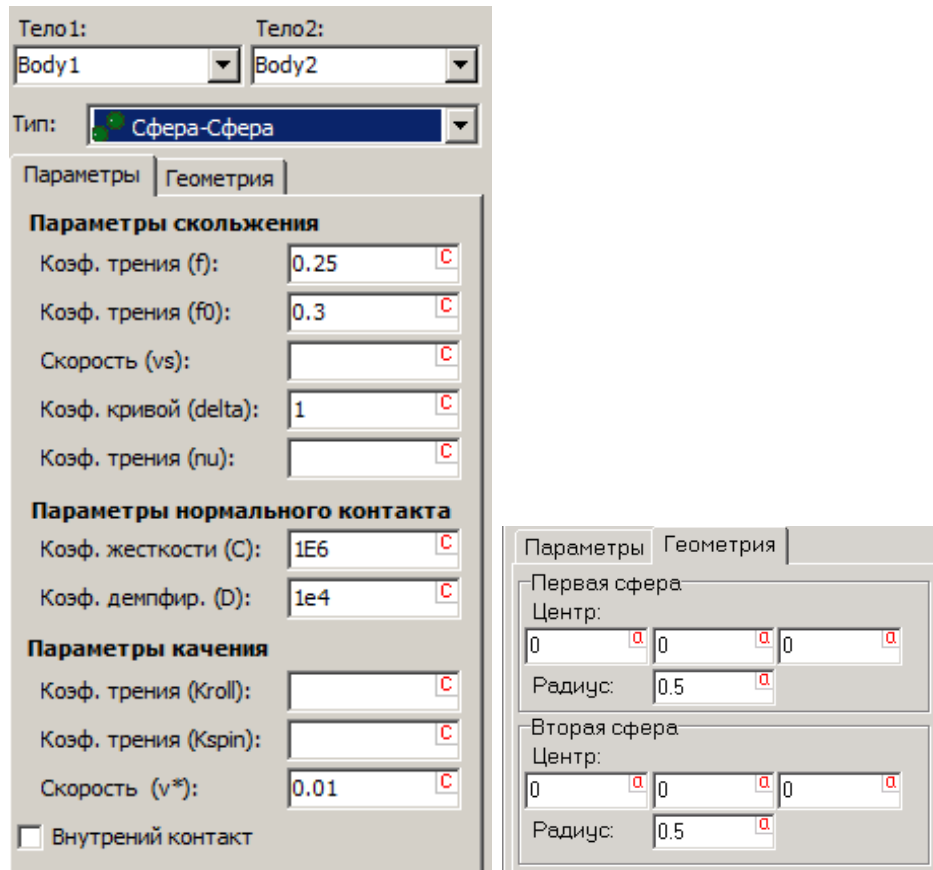 Тело1: Тело2:
Body1 Body2
Тип: Сфера-Сфера
Параметры Геометрия
Параметры скольжения
Коэф. трения (f): 0.25 C
Коэф. трения (f0): 0.3 C
Скорость (vs): C
Коэф. кривой (delta): 1 C
Коэф. трения (nu): C
Параметры нормального контакта
Коэф. жесткости (C): 1E6 C
Коэф. демпфир. (D): 1e4 C
Параметры качения
Коэф. трения (Kroll): C
Коэф. трения (Kspin): C
Скорость (v*): 0.01 C
Внутрений контакт
Параметры Геометрия
Первая сфера
Центр:
0 α 0 α 0 α
Радиус: 0.5 α
Вторая сфера
Центр:
0 α 0 α 0 α
Радиус: 0.5 α